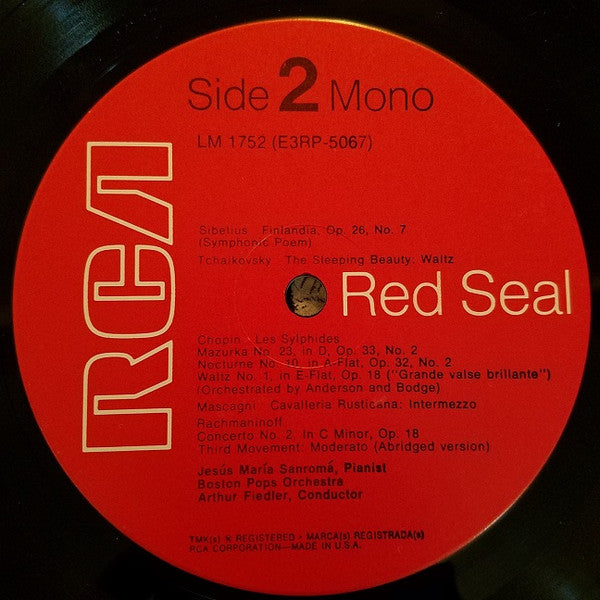 Side 2 Mono
LM 1752 (E3RP-5067)
RCA
Sibelius Finlandia, Op. 26, No. 7
(Symphonic Poem)
Tchaikovsky The Sleeping Beauty: Waltz
Red Seal
Chopin Les Sylphides
Mazurka No. 23, in D, Op. 33, No. 2
Nocturne No. 10, in A-Flat, Op. 32, No. 2
Waltz No. 1, in E-Flat, Op. 18 ("Grande valse brillante")
(Orchestrated by Anderson and Bodge)
Mascagni Cavalleria Rusticana: Intermezzo
Rachmaninoff
Concerto No. 2, In C Minor, Op. 18
Third Movement: Moderato (Abridged version)
Jesús María Sanromá, Pianist
Boston Pops Orchestra
Arthur Fiedler, Conductor
TMK(s) ® REGISTERED · MARCA(s) REGISTRADA(s)
RCA CORPORATION—MADE IN U.S.A.